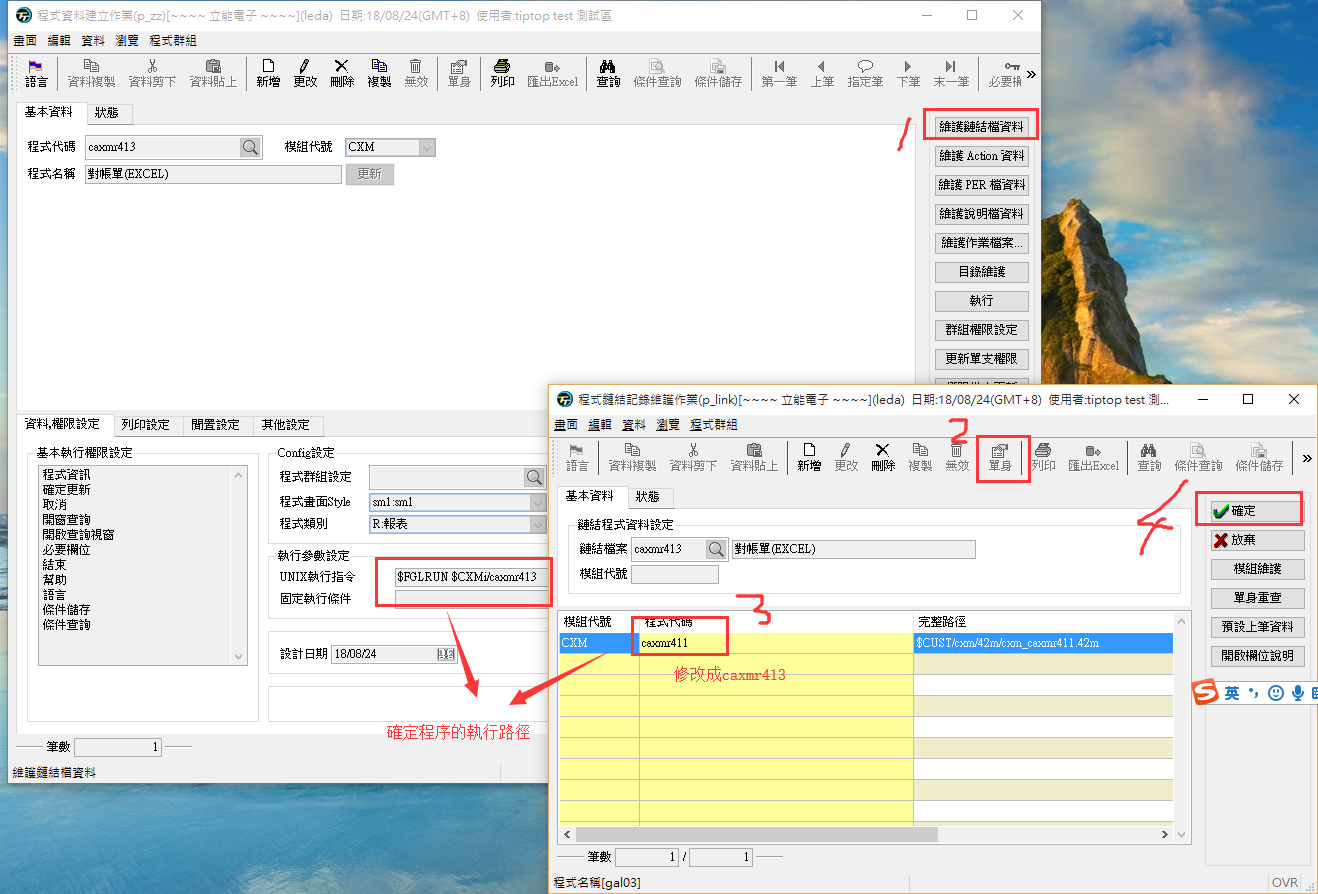 程式資料建立作業(p_zz)[~~~~ 立能電子 ~~~~](leda) 日期:18/08/24(GMT+8) 使用者:tiptop test 測試區
畫面 編輯 資料 瀏覽 程式群組
語言 資料複製 資料剪下 資料貼上 新增 更改 刪除 複製 無效 單身 列印 匯出Excel 查詢 條件查詢 條件儲存 第一筆 上筆 指定筆 下筆 末一筆 必要欄 »
基本資料 狀態
程式代碼 caxmr413 模組代號 CXM
程式名稱 對帳單(EXCEL) 更新
1
維護鏈結檔資料
維護 Action 資料
維護 PER 檔資料
維護說明檔資料
維護作業檔案...
目錄維護
執行
群組權限設定
更新單支權限
資料,權限設定 列印設定 閒置設定 其他設定
基本執行權限設定
程式資訊
確定更新
取消
開窗查詢
開啟查詢視窗
必要欄位
結束
幫助
語言
條件儲存
條件查詢
Config設定
程式群組設定
程式畫面Style sm1:sm1
程式類別 R:報表
執行參數設定
UNIX執行指令 $FGLRUN $CXMi/caxmr413
固定執行條件
設計日期 18/08/24
確定程序的執行路徑
筆數 1
維護鏈結檔資料
程式鏈結記錄維護作業(p_link)[~~~~ 立能電子 ~~~~](leda) 日期:18/08/24(GMT+8) 使用者:tiptop test 測...
畫面 編輯 資料 瀏覽 程式群組
2
語言 資料複製 資料剪下 資料貼上 新增 更改 刪除 複製 無效 單身 列印 匯出Excel 查詢 條件查詢 條件儲存 »
基本資料 狀態
鏈結程式資料設定
鏈結檔案 caxmr413 對帳單(EXCEL)
模組代號
4
確定
放棄
模組維護
單身重查
預設上筆資料
開啟欄位說明
3
模組代號 程式代碼 完整路徑
CXM caxmr411 $CUST/cxm/42m/cxm_caxmr411.42m
修改成caxmr413
S 英
筆數 1 / 1
程式名稱[gal03] OVR